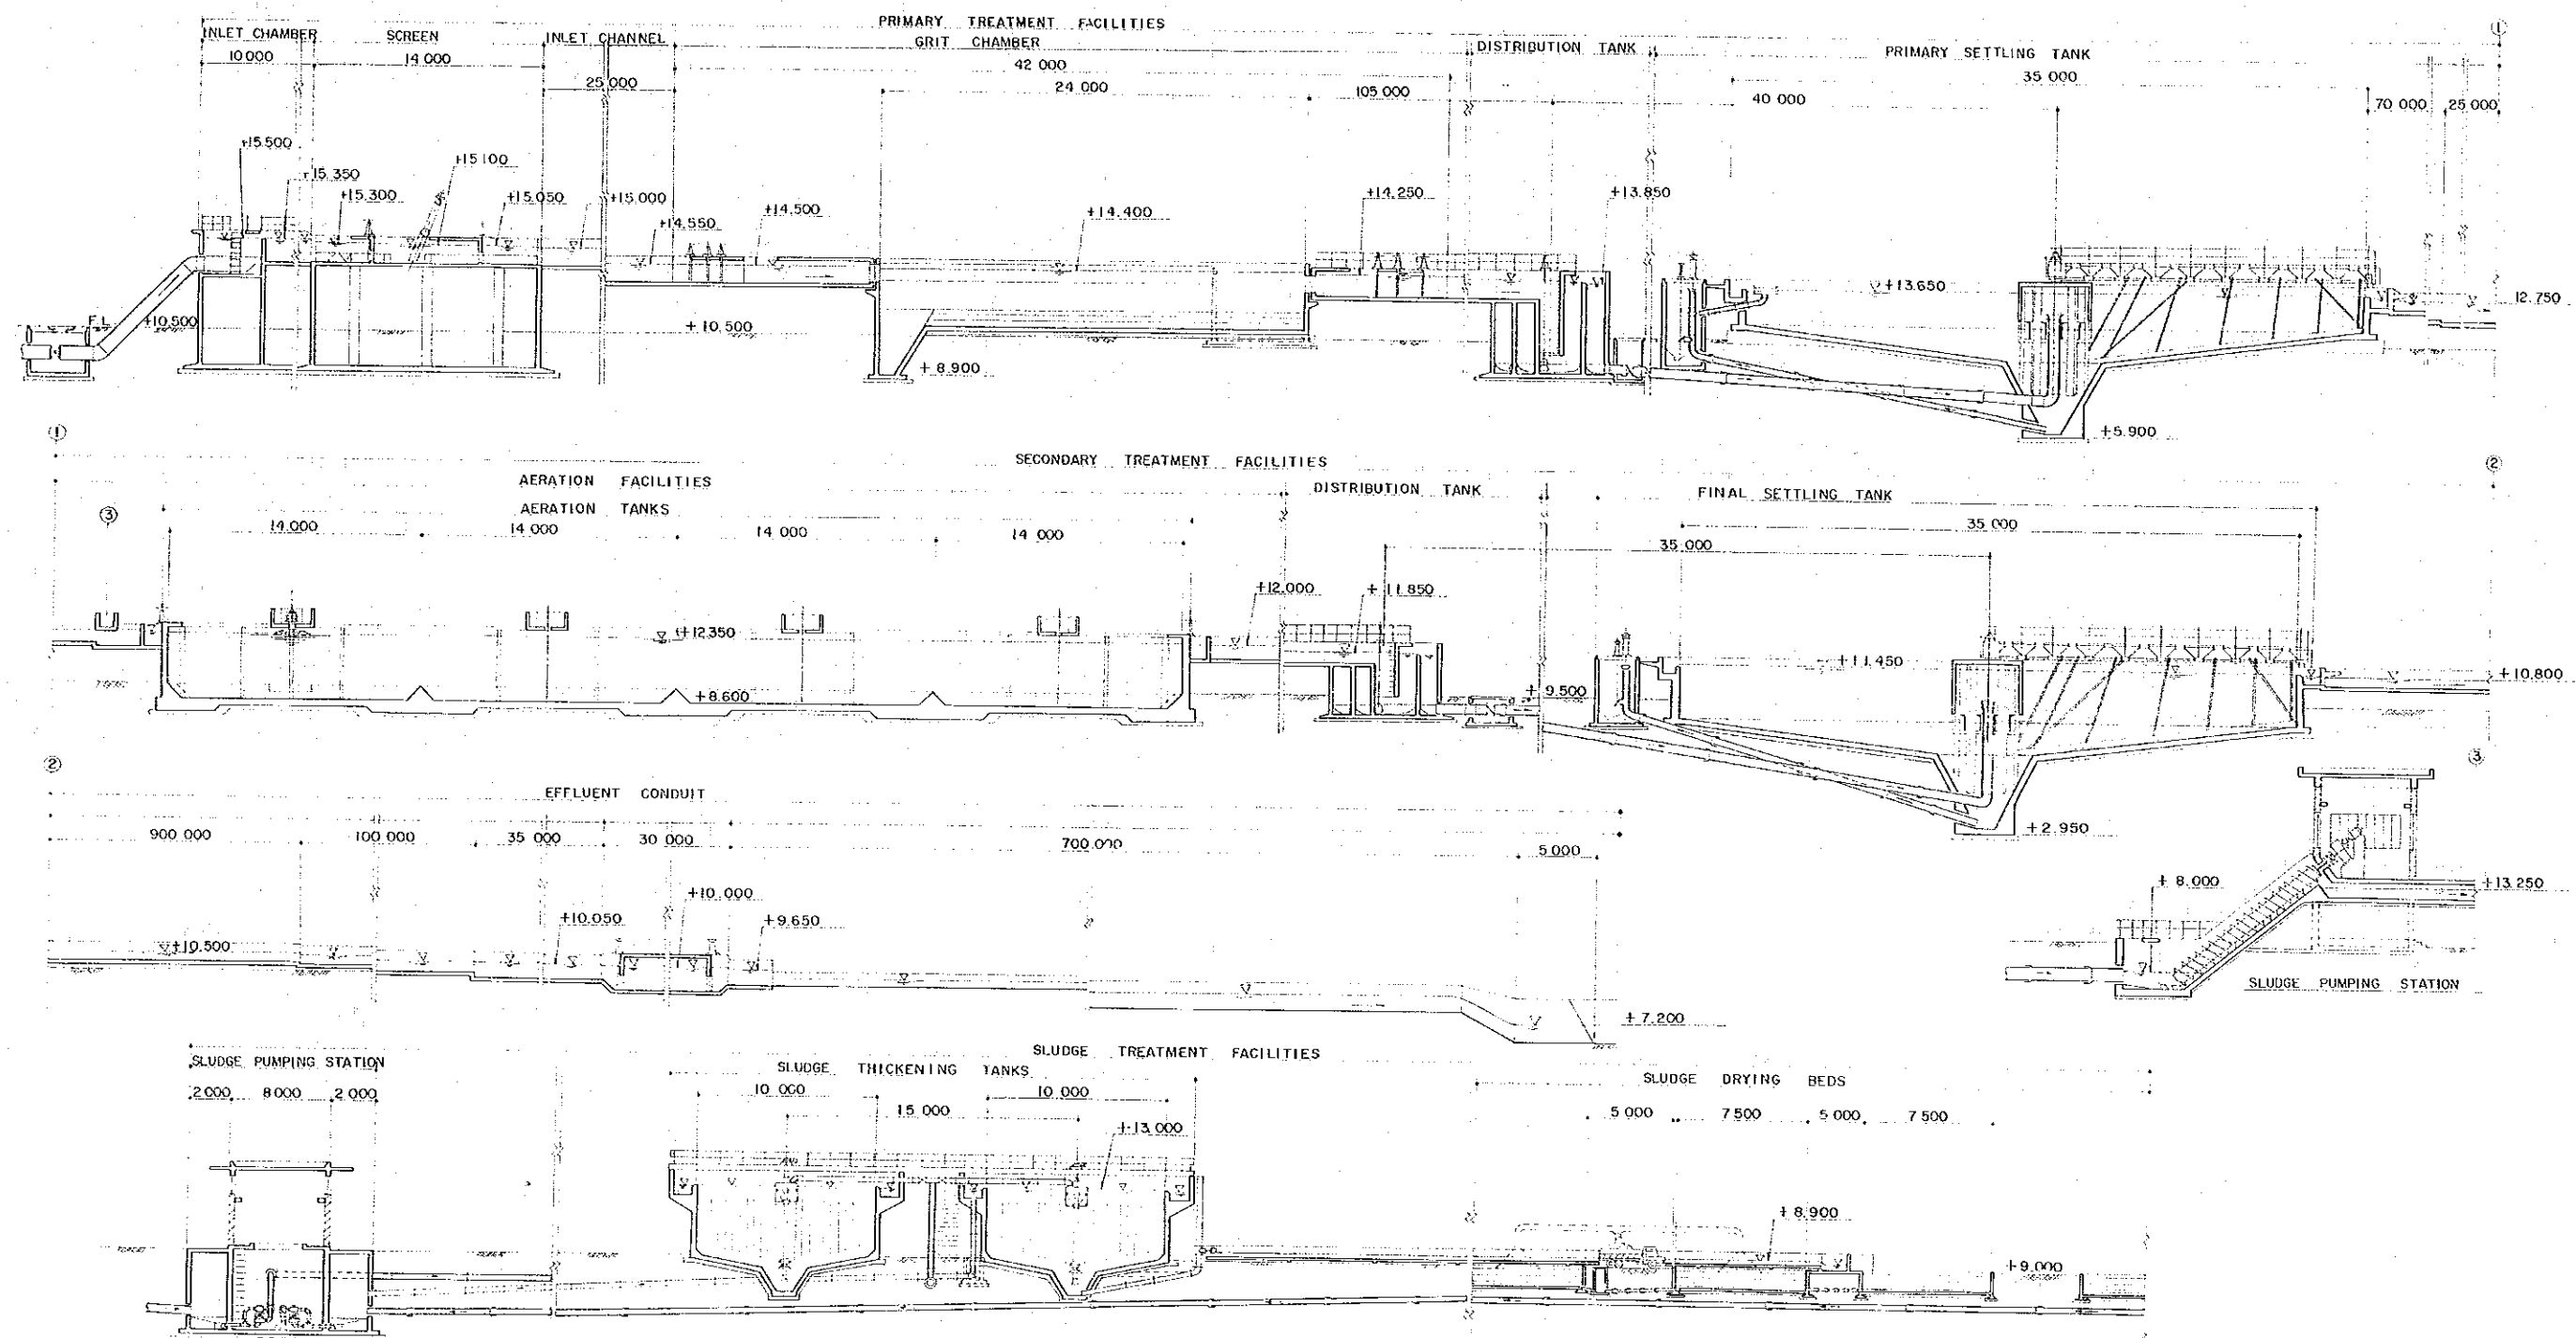 PRIMARY TREATMENT FACILITIES
INLET CHAMBER SCREEN INLET CHANNEL GRIT CHAMBER DISTRIBUTION TANK PRIMARY SETTLING TANK
①
10 000 14 000 42 000 35 000
25 000 24 000 105 000 40 000 70 000 25 000
+15.500 +15 100
+15.350
+15.300 +15.050 +15.000 +14.250 +13.850
+14.550 +14.500 +14.400
+13.650 12.750
F.L
+10.500 +10.500
+8.900
+5.900
① ②
SECONDARY TREATMENT FACILITIES
AERATION FACILITIES DISTRIBUTION TANK FINAL SETTLING TANK
③ AERATION TANKS
14.000 14 000 14 000 14 000 35 000
35.000
+12.000 +11.850
+12.350 +11.450
+10.800
+8.600 +9.500
② ③
EFFLUENT CONDUIT
900 000 100 000 35 000 30 000 700.000 5 000
+2.950
+10.050 +10.000 +9.650
+8.000 +13.250
+10.500
SLUDGE PUMPING STATION
+7.200
SLUDGE TREATMENT FACILITIES
SLUDGE PUMPING STATION SLUDGE THICKENING TANKS SLUDGE DRYING BEDS
2 000 8 000 2 000 10 000 10 000
15 000 5 000 7 500 5 000 7 500
+13 000
+8.900
+9.000